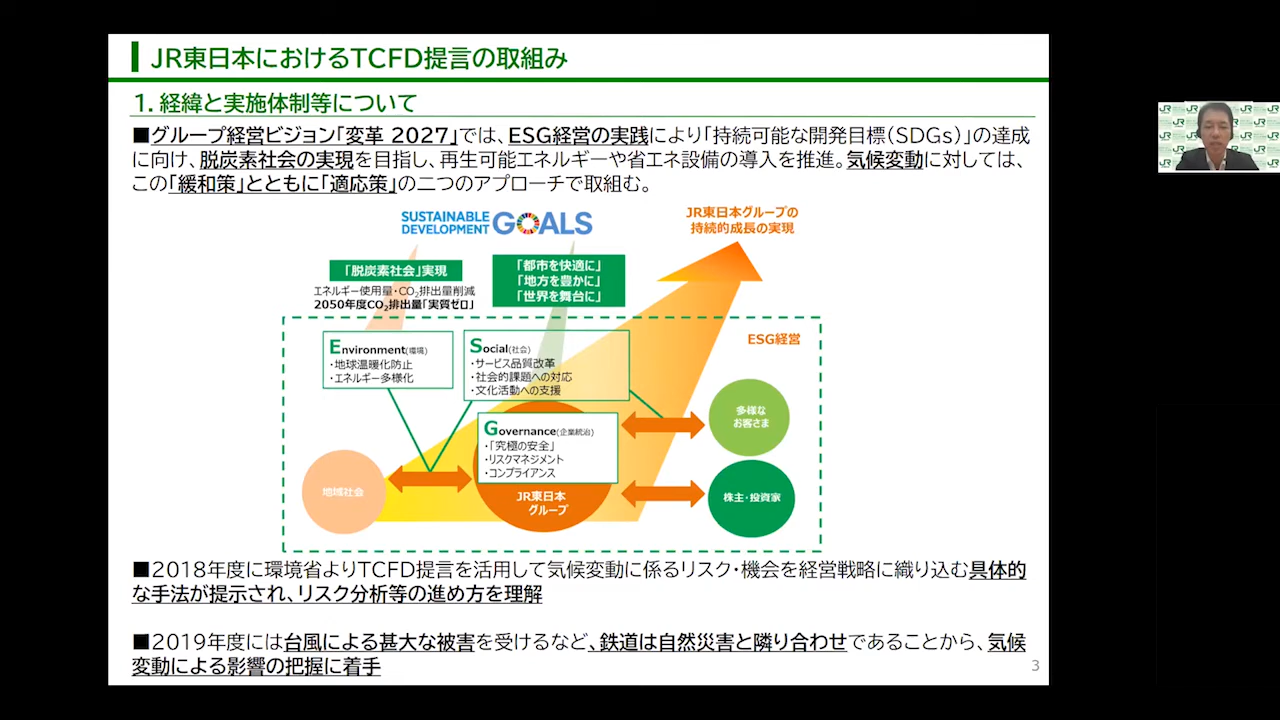 JR東日本におけるTCFD提言の取組み
1. 経緯と実施体制等について
■グループ経営ビジョン「変革 2027」では、ESG経営の実践により「持続可能な開発目標（SDGs）」の達成
に向け、脱炭素社会の実現を目指し、再生可能エネルギーや省エネ設備の導入を推進。気候変動に対しては、
この「緩和策」とともに「適応策」の二つのアプローチで取組む。
SUSTAINABLE
DEVELOPMENT
GOALS
JR東日本グループの
持続的成長の実現
「脱炭素社会」実現
エネルギー使用量・CO2排出量削減
2050年度CO2排出量「実質ゼロ」
「都市を快適に」
「地方を豊かに」
「世界を舞台に」
ESG経営
Environment(環境)
・地球温暖化防止
・エネルギー多様化
Social(社会)
・サービス品質改革
・社会的課題への対応
・文化活動への支援
Governance(企業統治)
・「究極の安全」
・リスクマネジメント
・コンプライアンス
多様な
お客さま
地域社会
JR東日本
グループ
株主・投資家
■2018年度に環境省よりTCFD提言を活用して気候変動に係るリスク・機会を経営戦略に織り込む具体的
な手法が提示され、リスク分析等の進め方を理解
■2019年度には台風による甚大な被害を受けるなど、鉄道は自然災害と隣り合わせであることから、気候
変動による影響の把握に着手
3